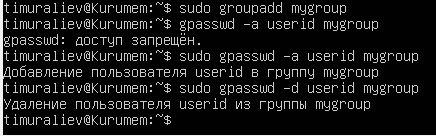 timuraliev@Kurumem:~$ sudo groupadd mygroup
timuraliev@Kurumem:~$ gpasswd -a userid mygroup
gpasswd: доступ запрещён.
timuraliev@Kurumem:~$ sudo gpasswd -a userid mygroup
Добавление пользователя userid в группу mygroup
timuraliev@Kurumem:~$ sudo gpasswd -d userid mygroup
Удаление пользователя userid из группы mygroup
timuraliev@Kurumem:~$